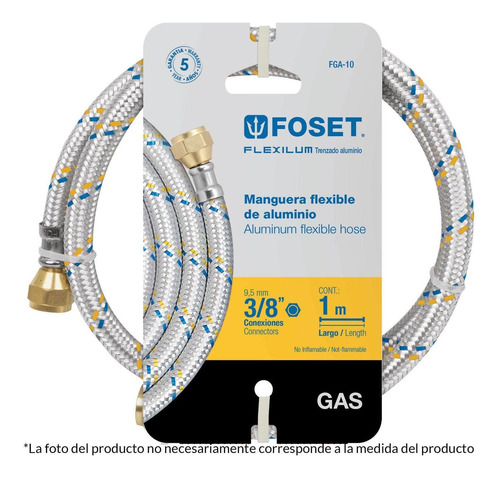 GARANTÍA • WARRANTY
5
YEAR • AÑOS
FGA-10
FOSET®
FLEXILUM Trenzado aluminio
Manguera flexible
de aluminio
Aluminum flexible hose
9,5 mm
3/8"
Conexiones
Connectors
CONT.:
1 m
Largo / Length
No Inflamable / Not-flammable
GAS
*La foto del producto no necesariamente corresponde a la medida del producto